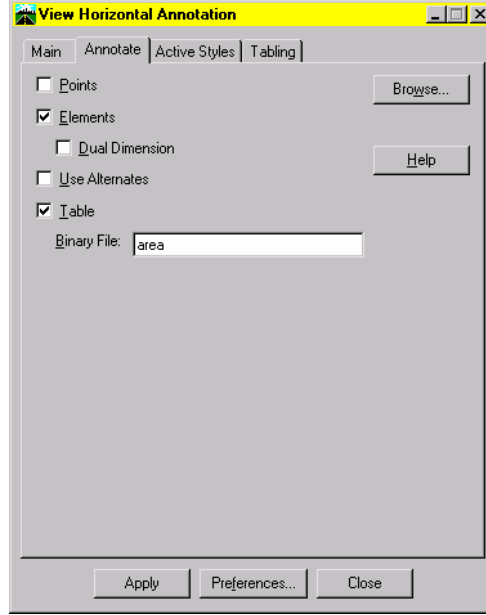 View Horizontal Annotation
Main Annotate Active Styles Tabling
Points
Browse...
Elements
Dual Dimension
Help
Use Alternates
Table
Binary File: area
Apply Preferences... Close